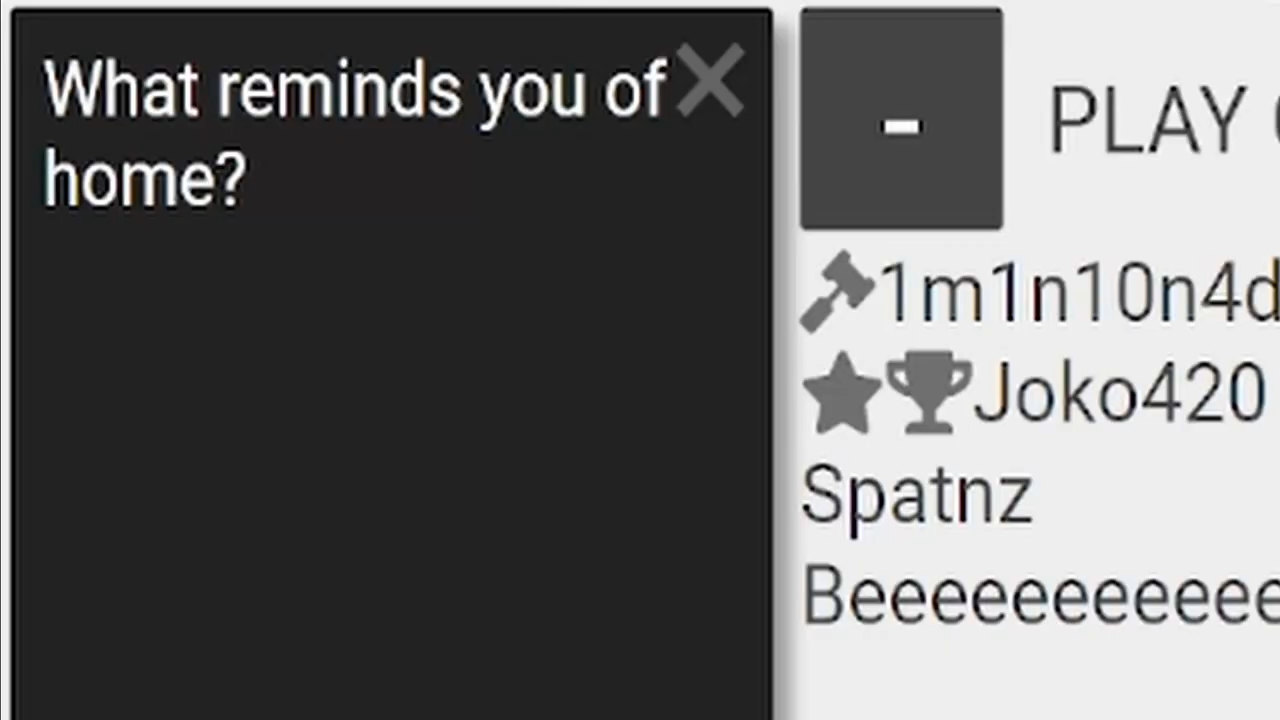 What reminds you of
home?
-
PLAY
1m1n10n4d
Joko420
Spatnz
Beeeeeeeeeee